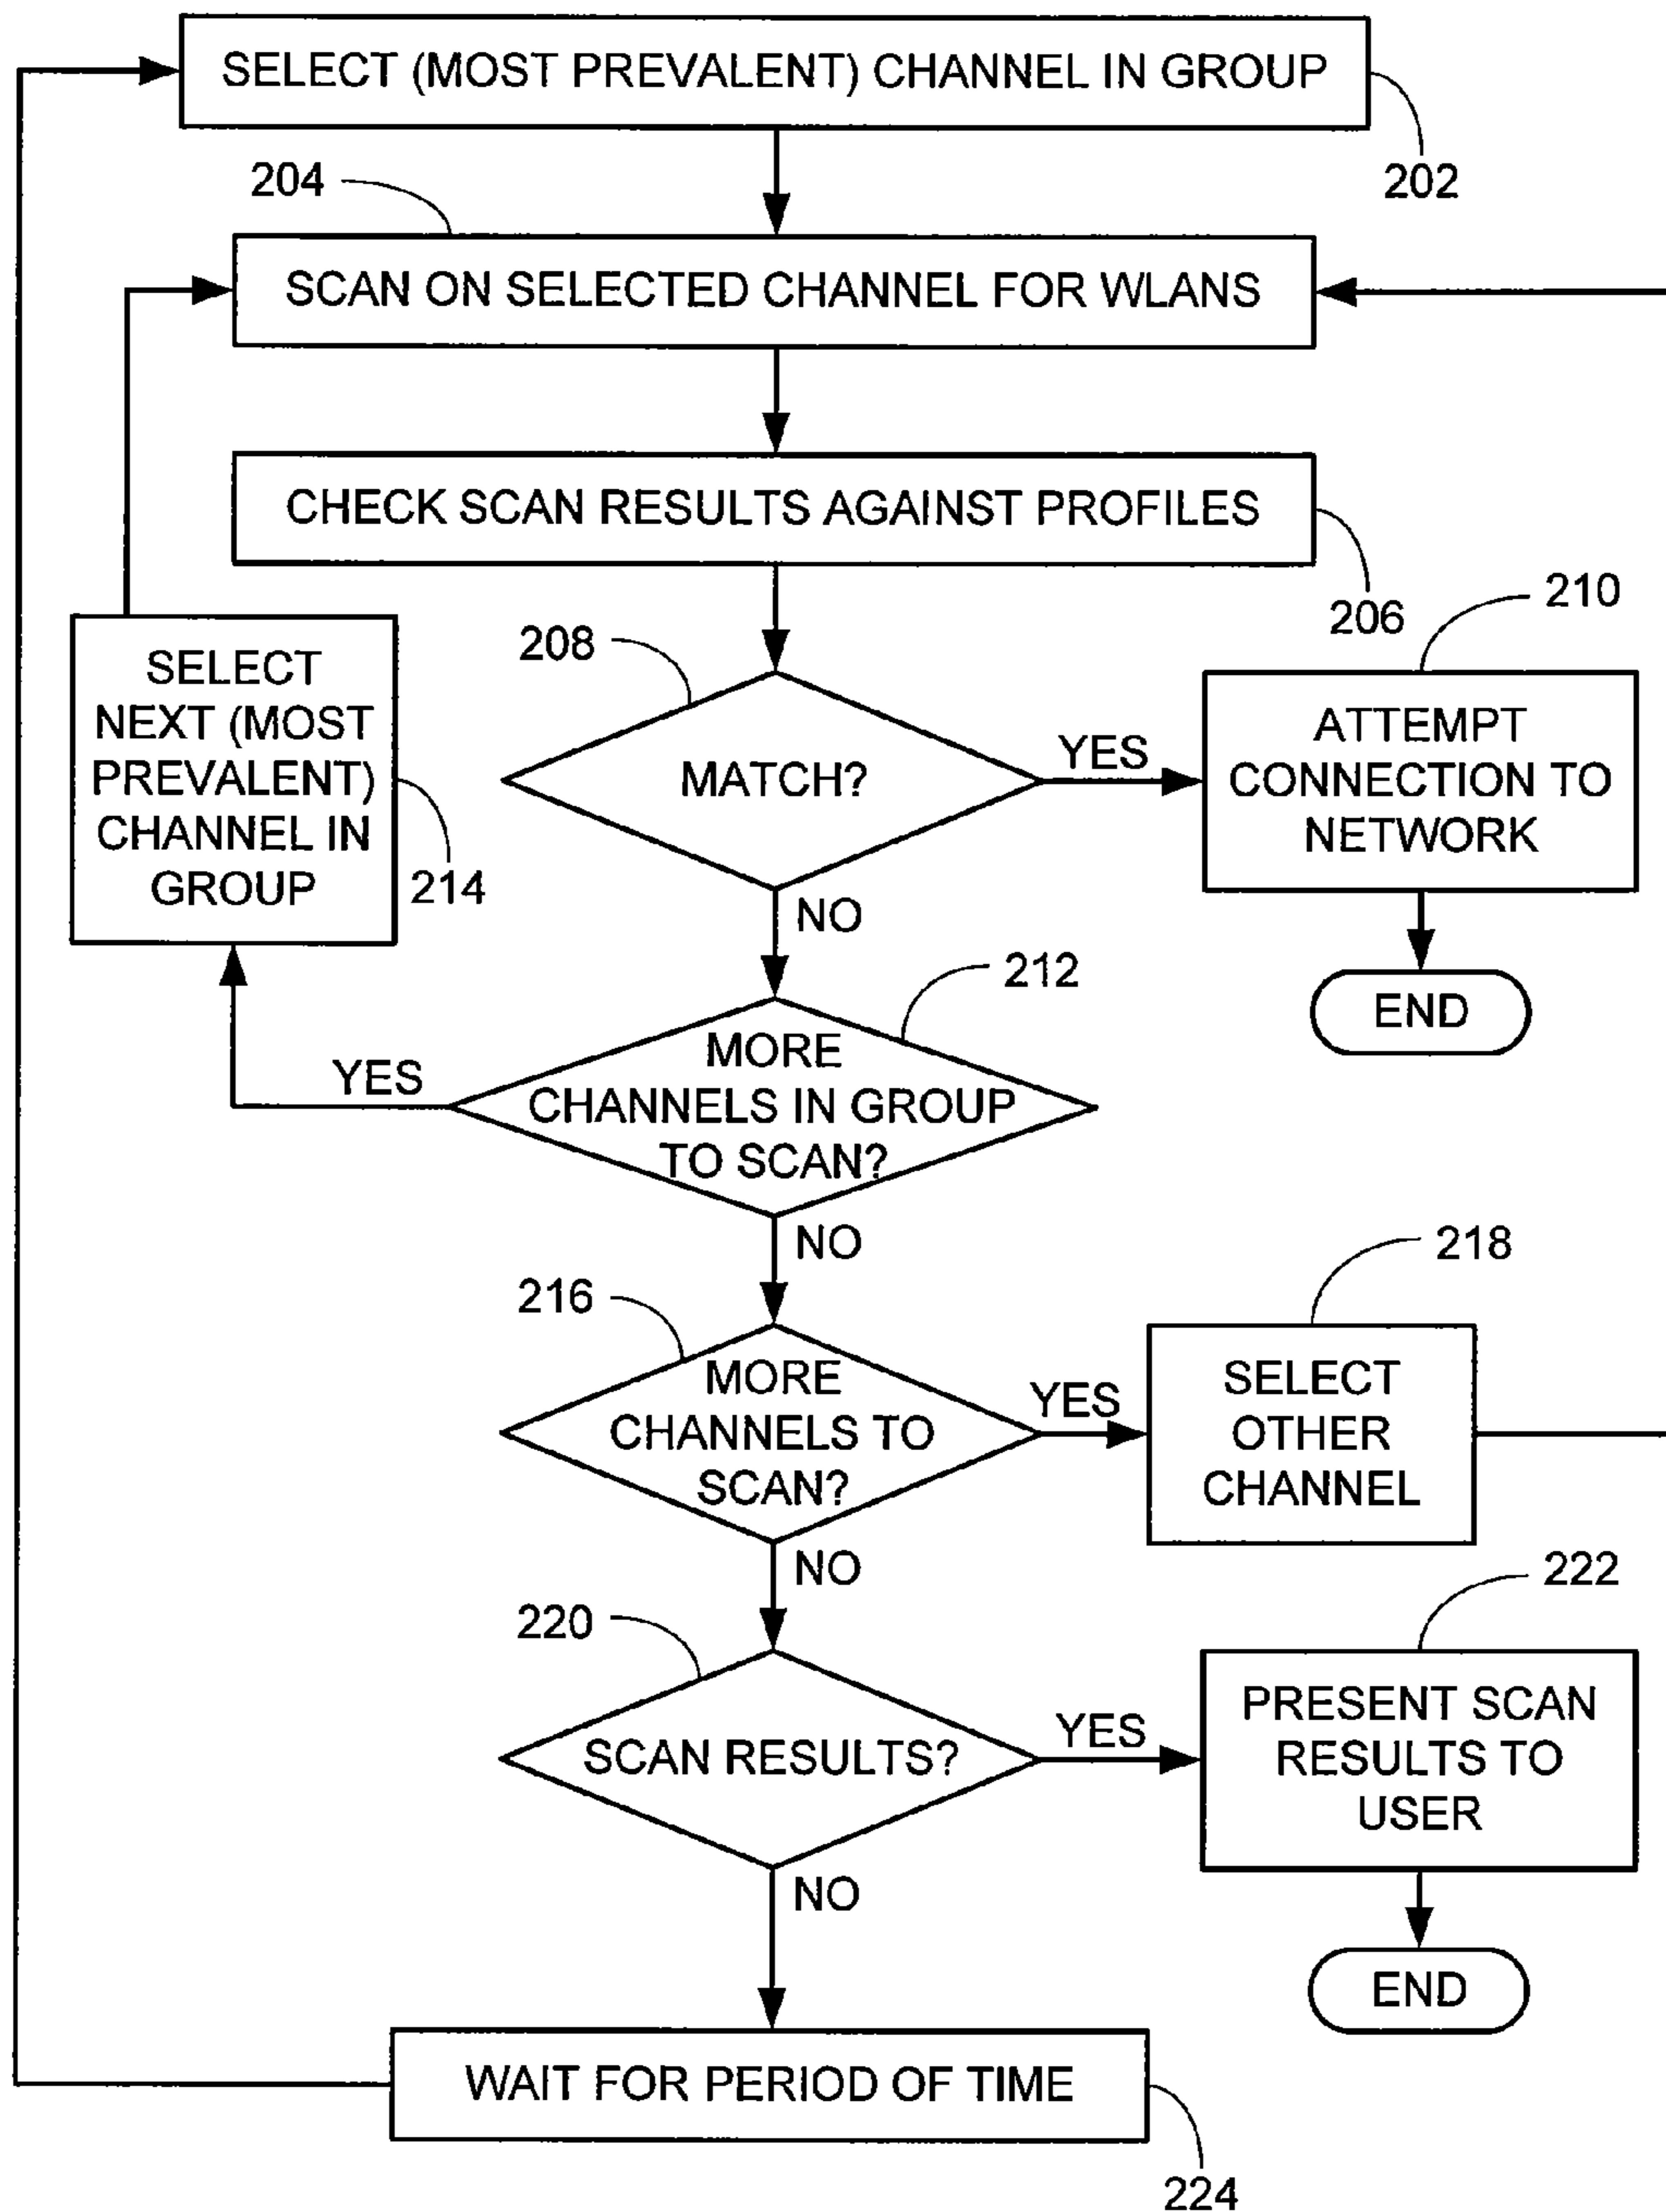 SELECT (MOST PREVALENT) CHANNEL IN GROUP
202
204
SCAN ON SELECTED CHANNEL FOR WLANS
CHECK SCAN RESULTS AGAINST PROFILES
206
208
MATCH?
YES
NO
210
ATTEMPT
CONNECTION TO
NETWORK
END
SELECT
NEXT (MOST
PREVALENT)
CHANNEL IN
GROUP
214
212
MORE
CHANNELS IN GROUP
TO SCAN?
YES
NO
216
MORE
CHANNELS TO
SCAN?
YES
NO
218
SELECT
OTHER
CHANNEL
220
SCAN RESULTS?
YES
NO
222
PRESENT SCAN
RESULTS TO
USER
END
WAIT FOR PERIOD OF TIME
224